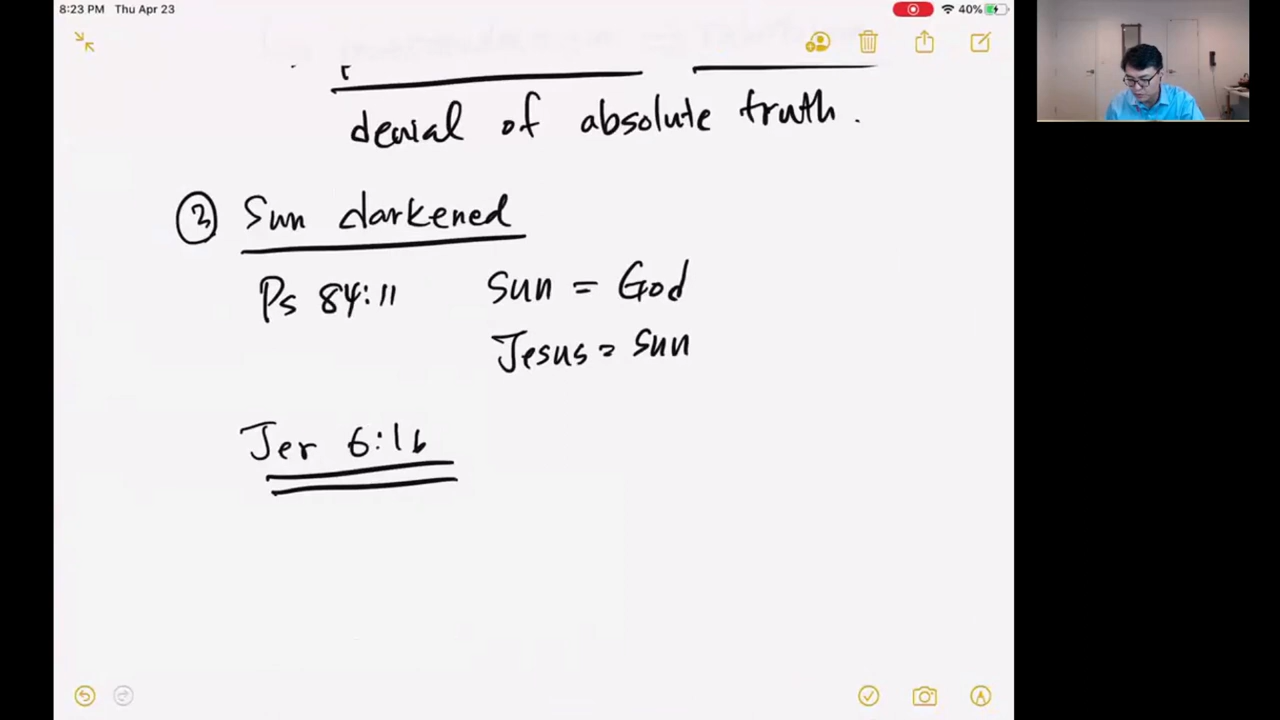 8:23 PM Thu Apr 23 40%
denial of absolute truth.
③ Sun darkened
Ps 84:11 Sun = God
Jesus = Sun
Jer 6:16